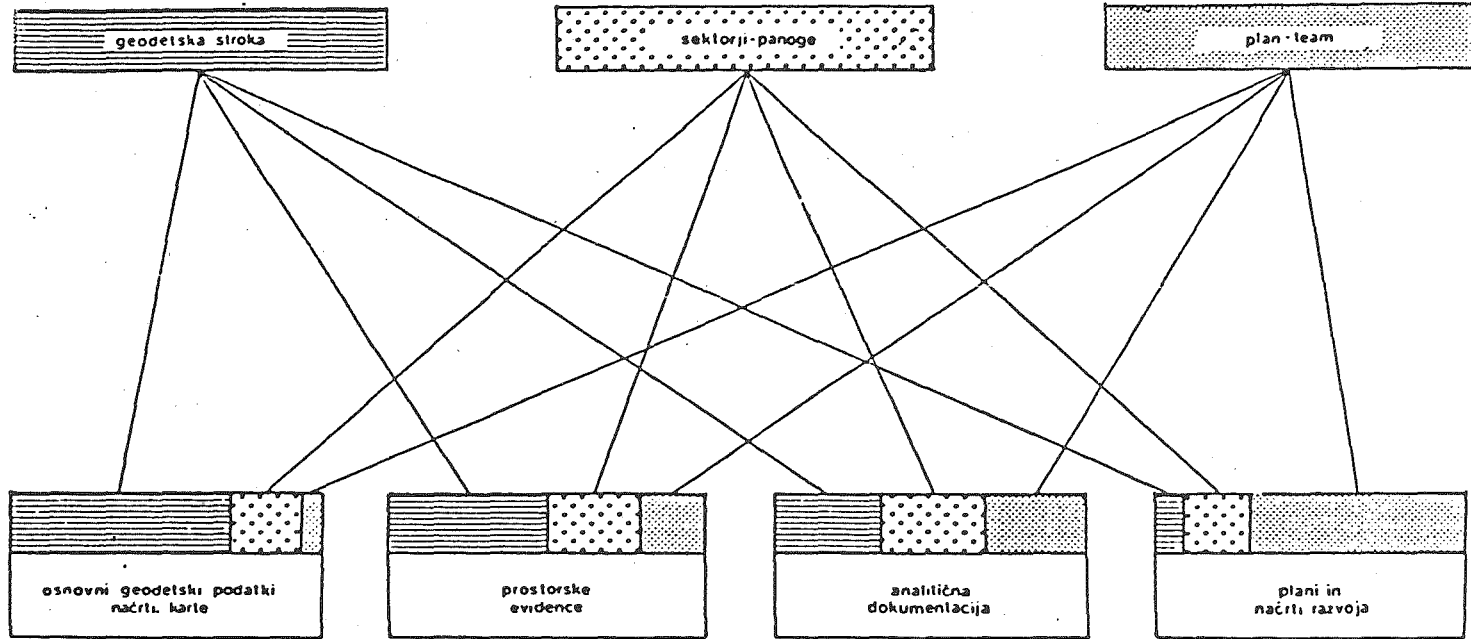 geodetska stroka
sektorji-panoge
plan-team
osnovni geodetski podatki
načrti, karte
prostorske
evidence
analitična
dokumentacija
plani in
načrti razvoja